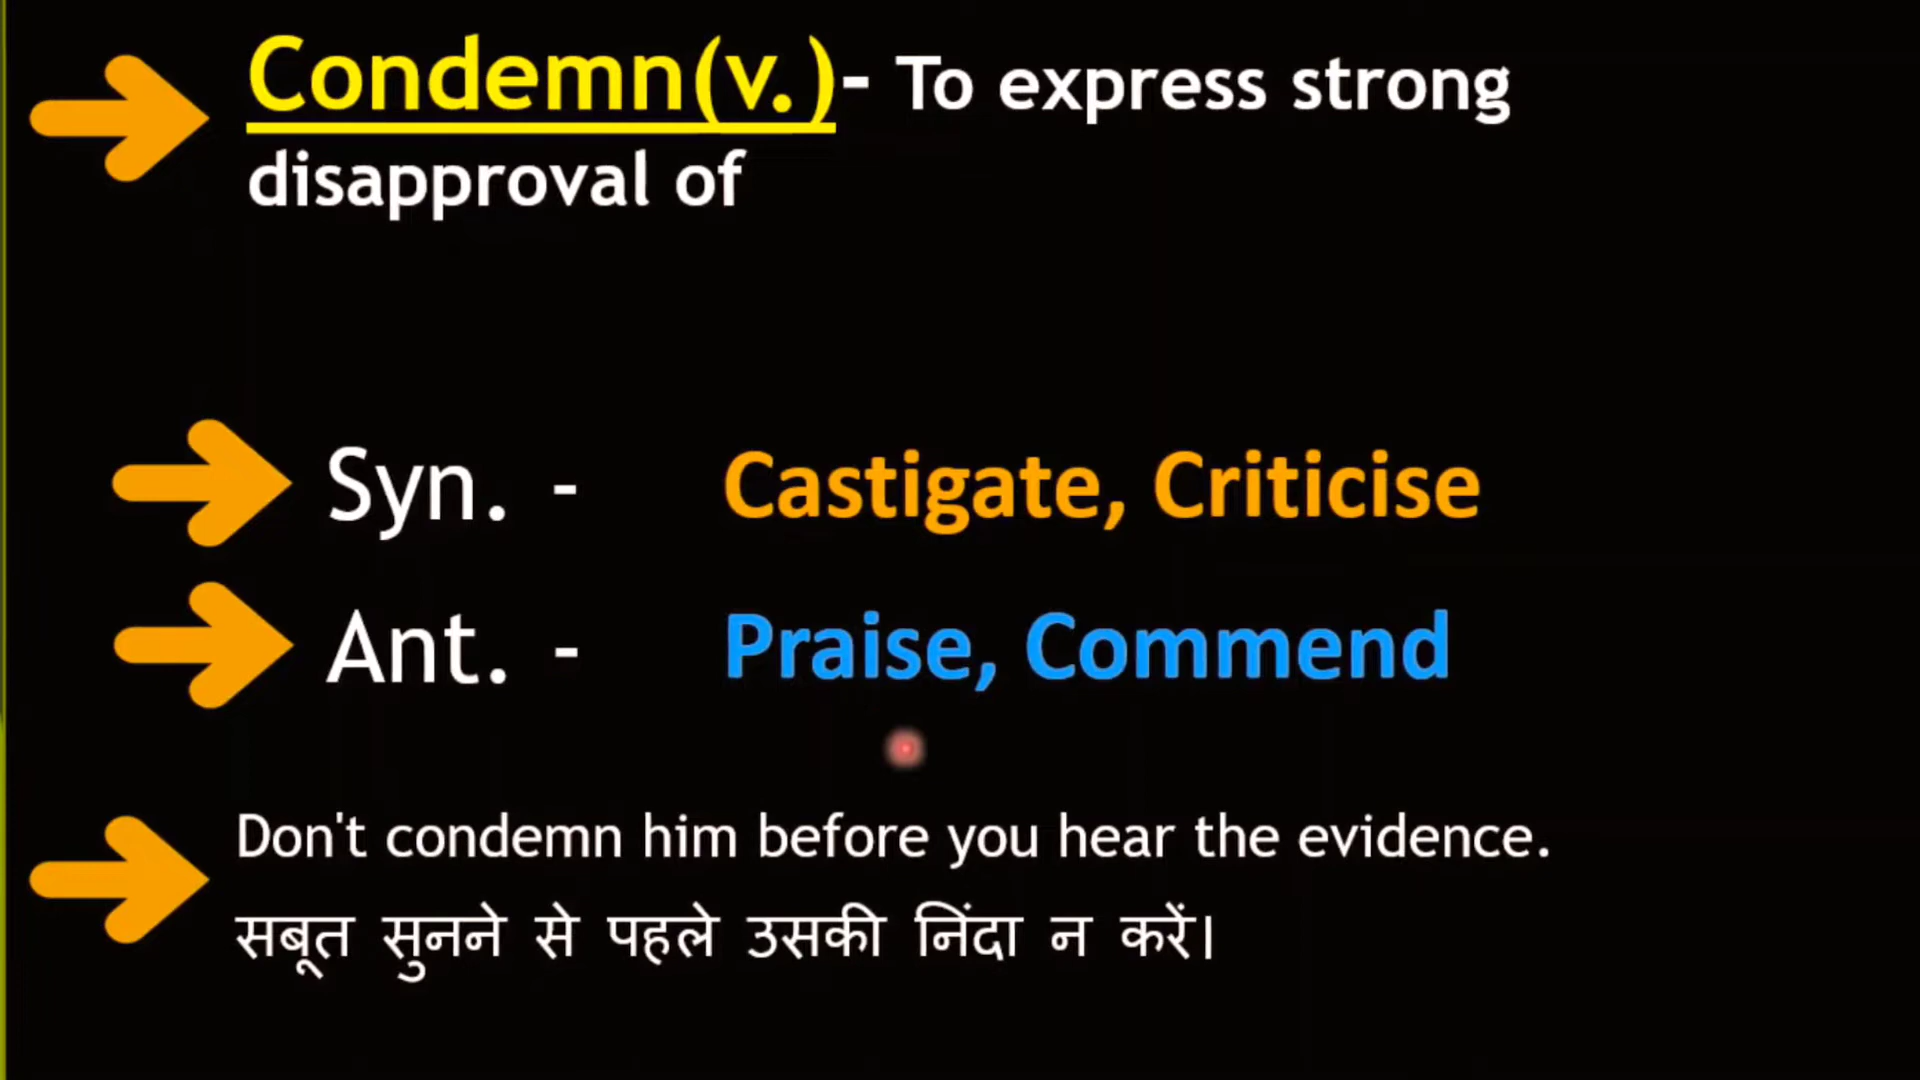 Condemn(v.)- To express strong
disapproval of
Syn. - Castigate, Criticise
Ant. - Praise, Commend
Don't condemn him before you hear the evidence.
सबूत सुनने से पहले उसकी निंदा न करें।